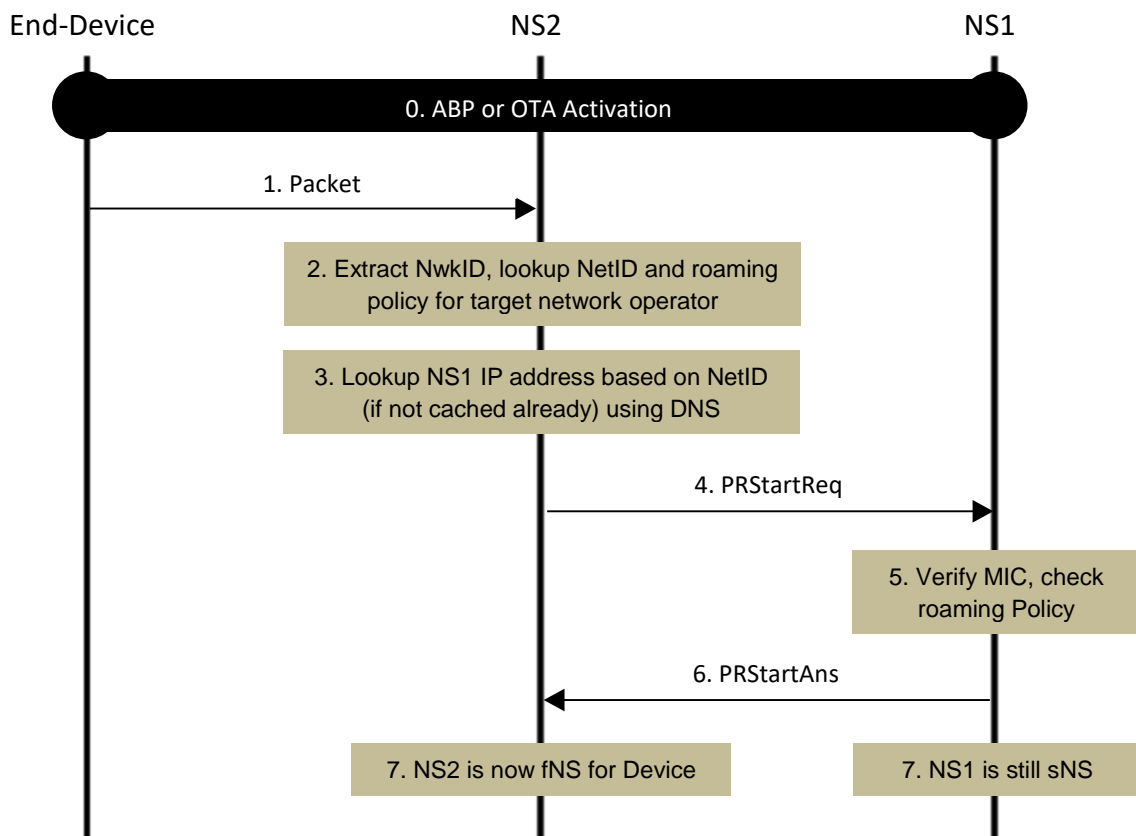 End-Device NS2 NS1
0. ABP or OTA Activation
1. Packet
2. Extract NwkID, lookup NetID and roaming
policy for target network operator
3. Lookup NS1 IP address based on NetID
(if not cached already) using DNS
4. PRStartReq
5. Verify MIC, check
roaming Policy
6. PRStartAns
7. NS2 is now fNS for Device 7. NS1 is still sNS